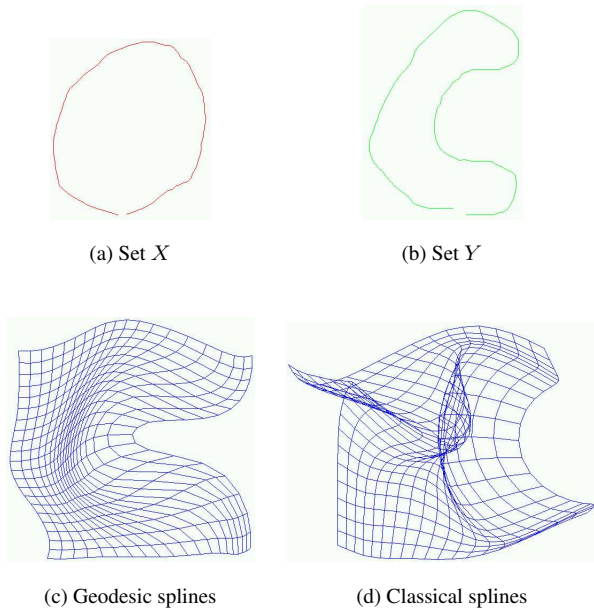 (a) Set X
(b) Set Y
(c) Geodesic splines
(d) Classical splines